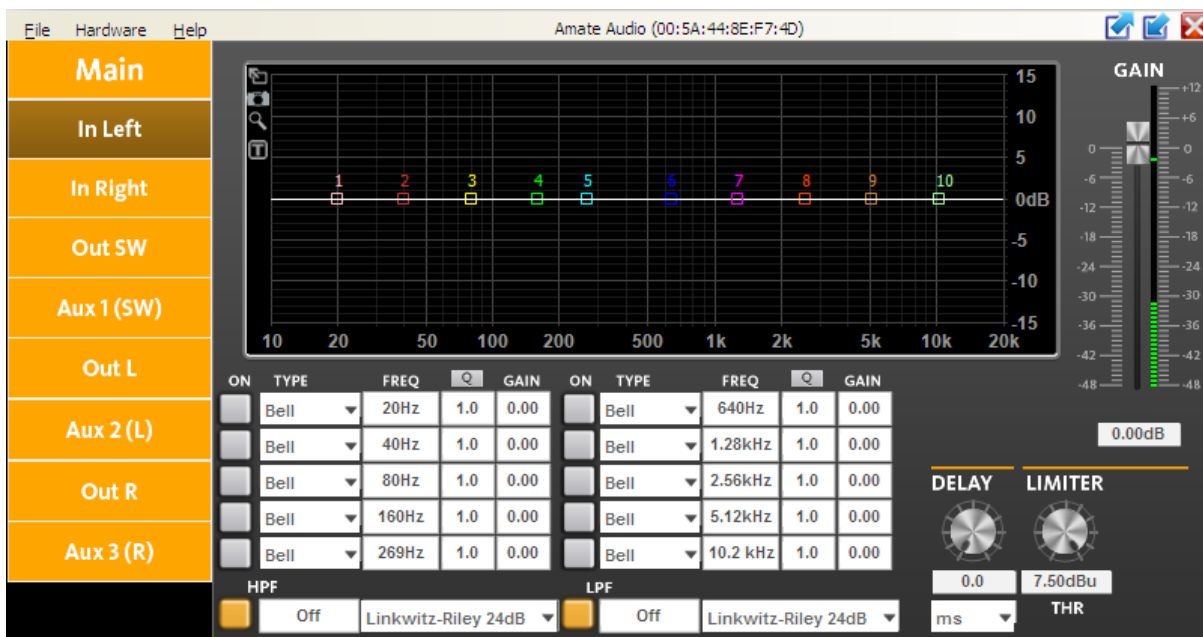 File Hardware Help Amate Audio (00:5A:44:8E:F7:4D)
Main
In Left
In Right
Out SW
Aux 1 (SW)
Out L
Aux 2 (L)
Out R
Aux 3 (R)
T
1 2 3 4 5 6 7 8 9 10
15
10
5
0dB
-5
-10
-15
10 20 50 100 200 500 1k 2k 5k 10k 20k
GAIN
+12
+6
0 0
-6 -6
-12 -12
-18 -18
-24 -24
-30 -30
-36 -36
-42 -42
-48 -48
0.00dB
ON TYPE FREQ Q GAIN ON TYPE FREQ Q GAIN
Bell 20Hz 1.0 0.00 Bell 640Hz 1.0 0.00
Bell 40Hz 1.0 0.00 Bell 1.28kHz 1.0 0.00
Bell 80Hz 1.0 0.00 Bell 2.56kHz 1.0 0.00
Bell 160Hz 1.0 0.00 Bell 5.12kHz 1.0 0.00
Bell 269Hz 1.0 0.00 Bell 10.2 kHz 1.0 0.00
HPF LPF
Off Linkwitz-Riley 24dB Off Linkwitz-Riley 24dB
DELAY LIMITER
0.0 7.50dBu
ms THR